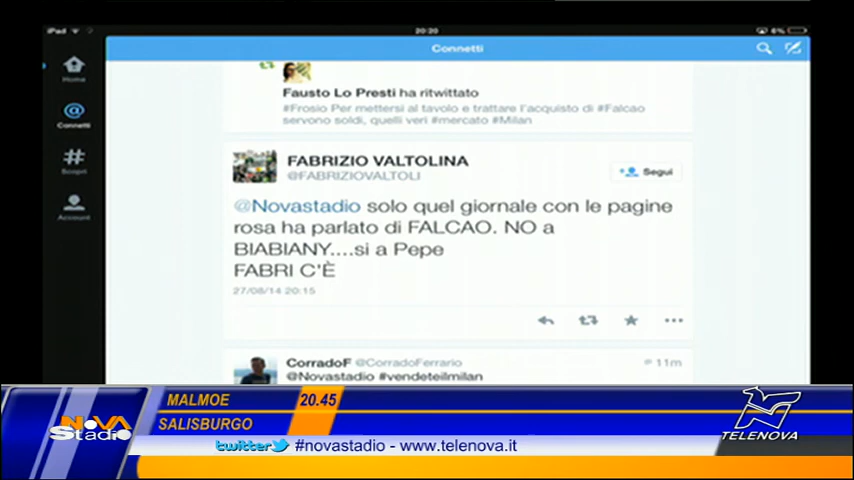 iPad
20:20
6%
Connetti
Home
Connetti
Scopri
Account
Fausto Lo Presti ha ritwittato
#Frosio Per mettersi al tavolo e trattare l'acquisto di #Falcao
servono soldi, quelli veri #mercato #Milan
FABRIZIO VALTOLINA
@FABRIZIOVALTOLI
Segui
@Novastadio solo quel giornale con le pagine
rosa ha parlato di FALCAO. NO a
BIABIANY....si a Pepe
FABRI C'È
27/08/14 20:15
CorradoF @CorradoFerrario
11m
@Novastadio #vendeteilmilan
MALMOE 20.45
SALISBURGO
NOVA
Stadio
twitter #novastadio - www.telenova.it
TELENOVA